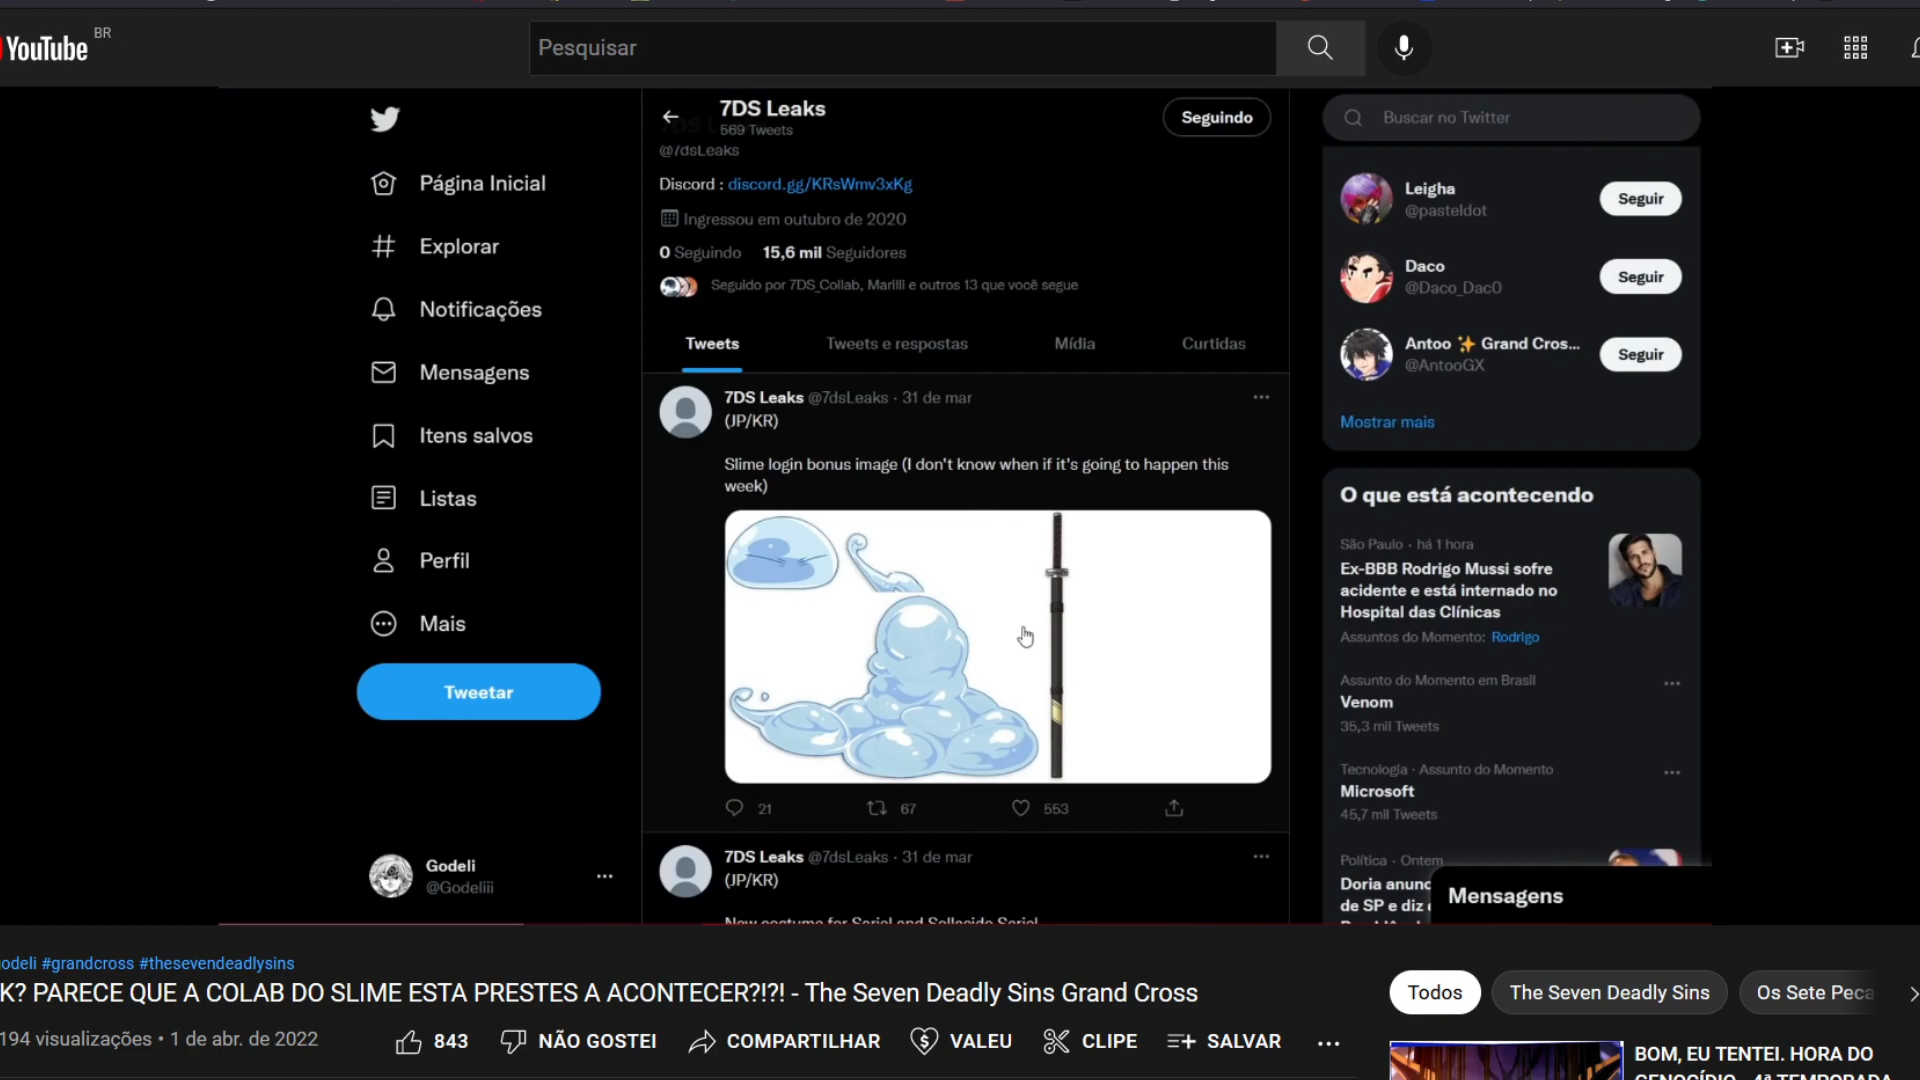 YouTube BR
Pesquisar
7DS Leaks
569 Tweets
Seguindo
Buscar no Twitter
@7dsLeaks
Discord : discord.gg/KRsWmv3xKg
Ingressou em outubro de 2020
0 Seguindo 15,6 mil Seguidores
Seguido por 7DS_Collab, Marilli e outros 13 que você segue
Tweets Tweets e respostas Mídia Curtidas
Página Inicial
Explorar
Notificações
Mensagens
Itens salvos
Listas
Perfil
Mais
Tweetar
Godeli
@Godeliii
7DS Leaks @7dsLeaks · 31 de mar
(JP/KR)
Slime login bonus image (I don't know when if it's going to happen this
week)
21 67 553
7DS Leaks @7dsLeaks · 31 de mar
(JP/KR)
New costume for Sariel and Sallaside Sariel
Leigha
@pasteldot
Seguir
Daco
@Daco_Dac0
Seguir
Antoo ✨ Grand Cros...
@AntooGX
Seguir
Mostrar mais
O que está acontecendo
São Paulo · há 1 hora
Ex-BBB Rodrigo Mussi sofre
acidente e está internado no
Hospital das Clínicas
Assuntos do Momento: Rodrigo
Assunto do Momento em Brasil
Venom
35,3 mil Tweets
Tecnologia · Assunto do Momento
Microsoft
45,7 mil Tweets
Política · Ontem
Doria anunc
de SP e diz
Mensagens
odeli #grandcross #thesevendeadlysins
K? PARECE QUE A COLAB DO SLIME ESTA PRESTES A ACONTECER?!?! - The Seven Deadly Sins Grand Cross
194 visualizações • 1 de abr. de 2022
843 NÃO GOSTEI COMPARTILHAR VALEU CLIPE SALVAR
Todos The Seven Deadly Sins Os Sete Peca
BOM, EU TENTEI. HORA DO
GENOCÍDIO - 4ª TEMPORADA